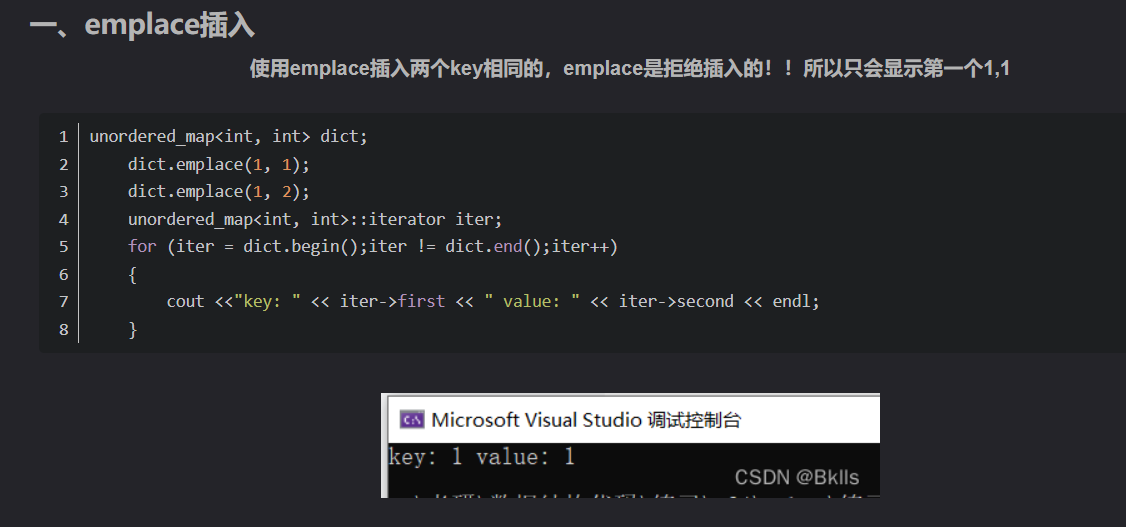 一、emplace插入
使用emplace插入两个key相同的，emplace是拒绝插入的！！所以只会显示第一个1,1
1 unordered_map<int, int> dict;
2     dict.emplace(1, 1);
3     dict.emplace(1, 2);
4     unordered_map<int, int>::iterator iter;
5     for (iter = dict.begin();iter != dict.end();iter++)
6     {
7         cout <<"key: " << iter->first << " value: " << iter->second << endl;
8     }
C:\ Microsoft Visual Studio 调试控制台
key: 1 value: 1
CSDN @Bklls